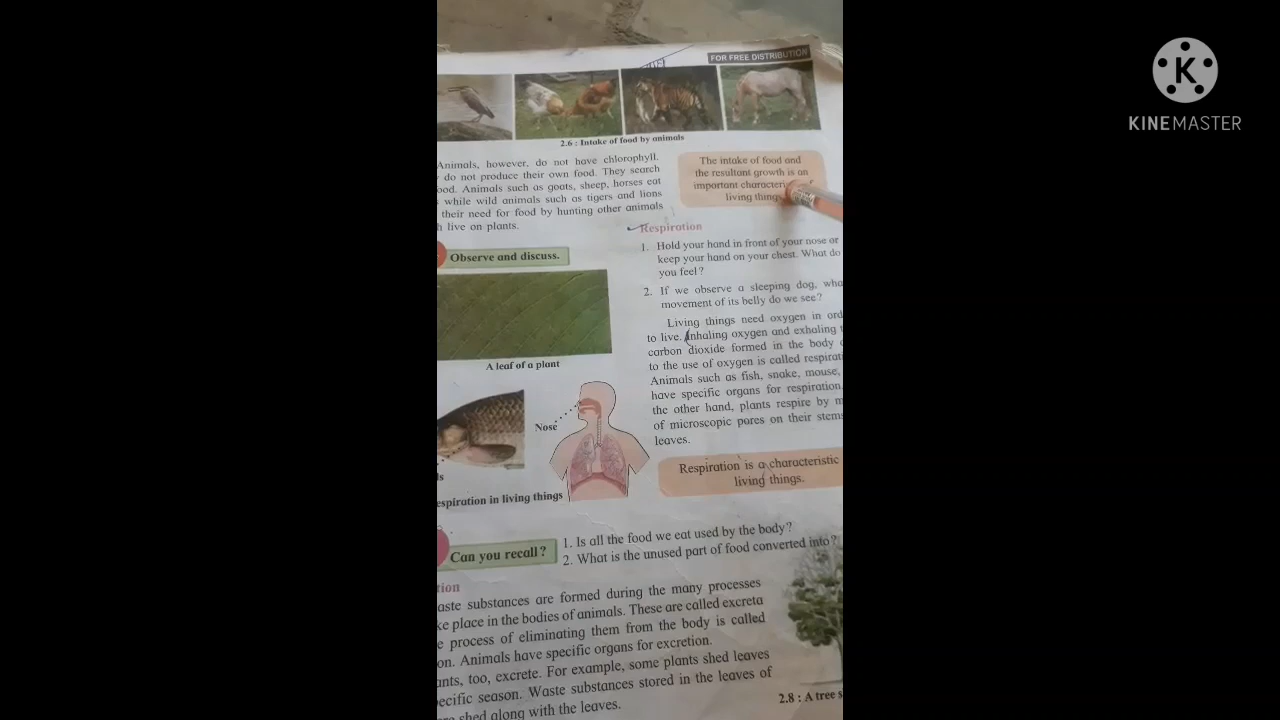 FOR FREE DISTRIBUTION
2.6 : Intake of food by animals
Animals, however, do not have chlorophyll.
do not produce their own food. They search
ood. Animals such as goats, sheep, horses eat
while wild animals such as tigers and lions
their need for food by hunting other animals
h live on plants.
Observe and discuss.
A leaf of a plant
Nose
ls
espiration in living things
The intake of food and
the resultant growth is an
important characteri f
living thing
Respiration
1. Hold your hand in front of your nose or
keep your hand on your chest. What do
you feel?
2. If we observe a sleeping dog, wha
movement of its belly do we see?
Living things need oxygen in ord
to live. Inhaling oxygen and exhaling t
carbon dioxide formed in the body
to the use of oxygen is called respirati
Animals such as fish, snake, mouse,
have specific organs for respiration.
the other hand, plants respire by m
of microscopic pores on their stems
leaves.
Respiration is a characteristic
living things.
Can you recall?
1. Is all the food we eat used by the body?
2. What is the unused part of food converted into?
tion
aste substances are formed during the many processes
ke place in the bodies of animals. These are called excreta
e process of eliminating them from the body is called
on. Animals have specific organs for excretion.
ants, too, excrete. For example, some plants shed leaves
pecific season. Waste substances stored in the leaves of
shed along with the leaves.
2.8 : A tree s
K
KINEMASTER